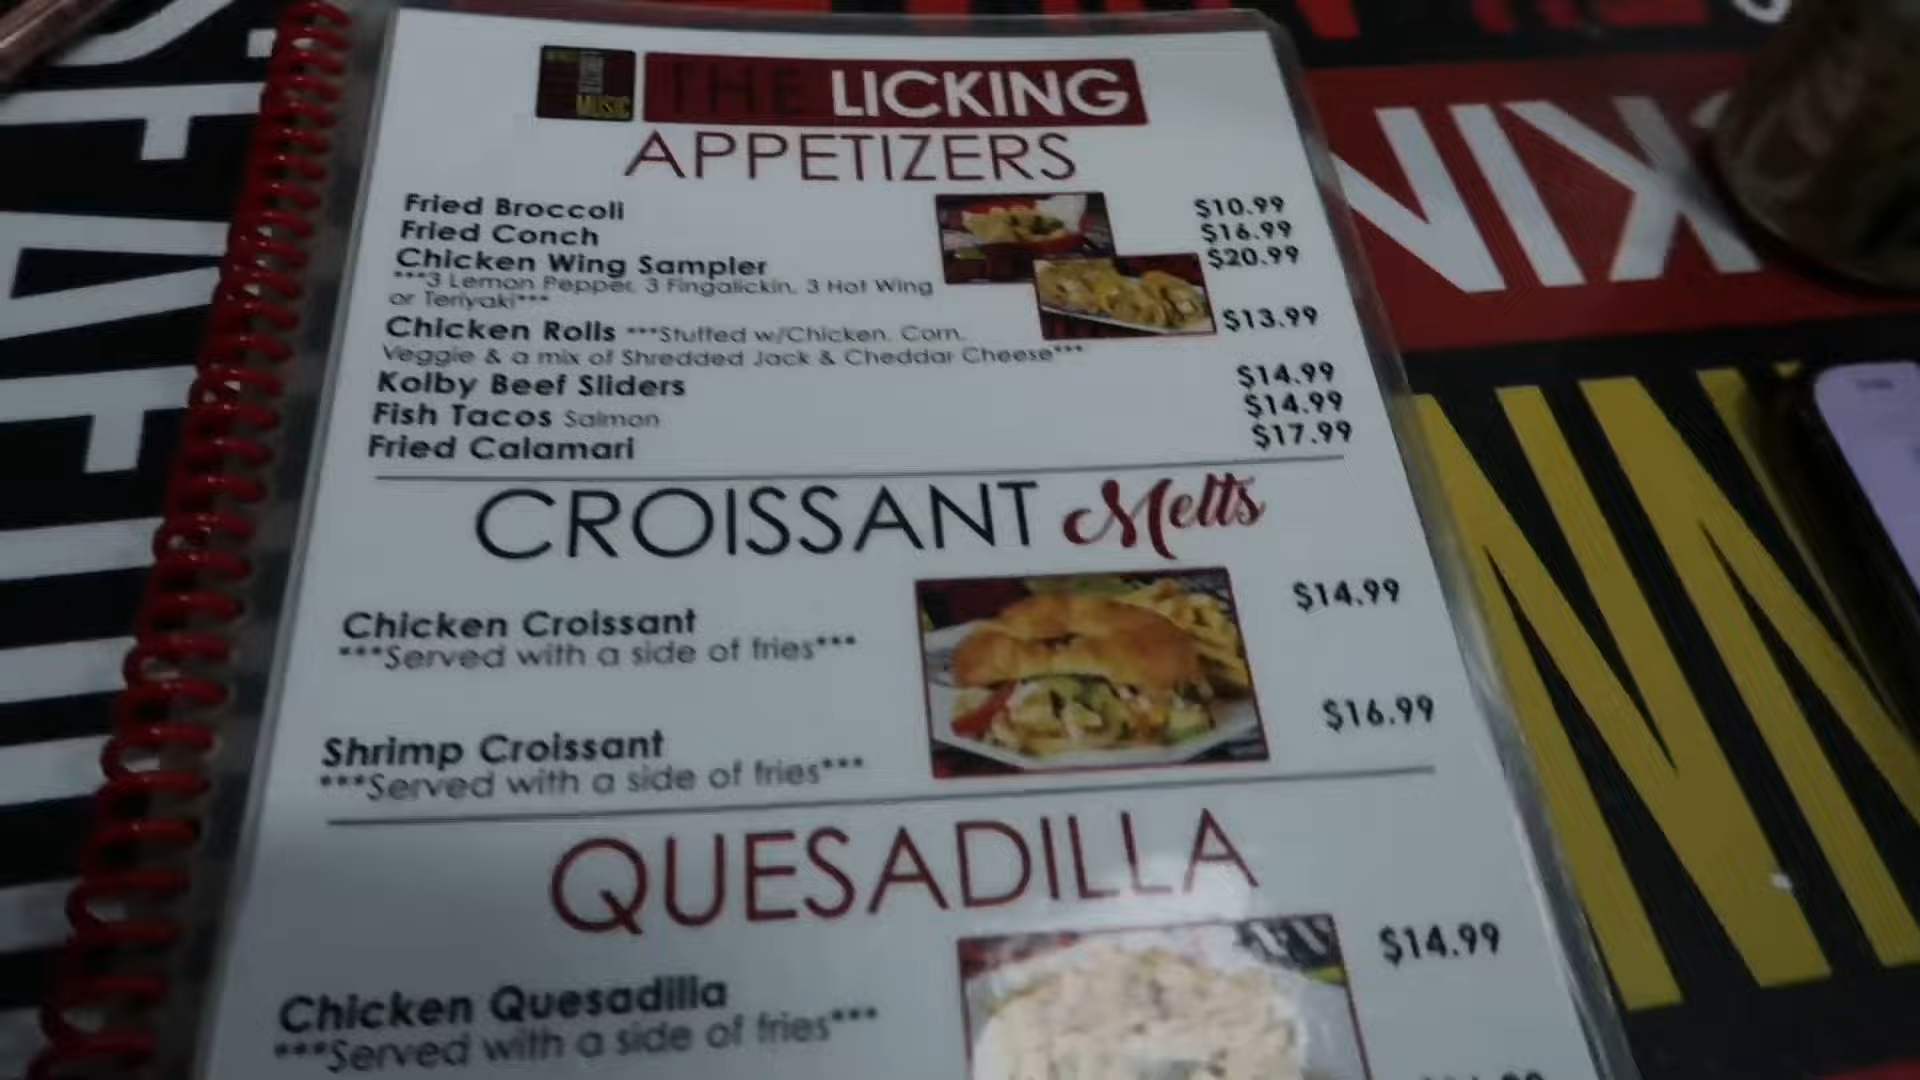 MUSIC
THE LICKING
APPETIZERS
Fried Broccoli $10.99
Fried Conch $16.99
Chicken Wing Sampler $20.99
***3 Lemon Pepper, 3 Fingalickin, 3 Hot Wing
or Teriyaki***
Chicken Rolls ***Stuffed w/Chicken, Corn, $13.99
Veggie & a mix of Shredded Jack & Cheddar Cheese***
Kolby Beef Sliders $14.99
Fish Tacos Salmon $14.99
Fried Calamari $17.99
CROISSANT Melts
Chicken Croissant $14.99
***Served with a side of fries***
Shrimp Croissant $16.99
***Served with a side of fries***
QUESADILLA
Chicken Quesadilla $14.99
***Served with a side of fries***